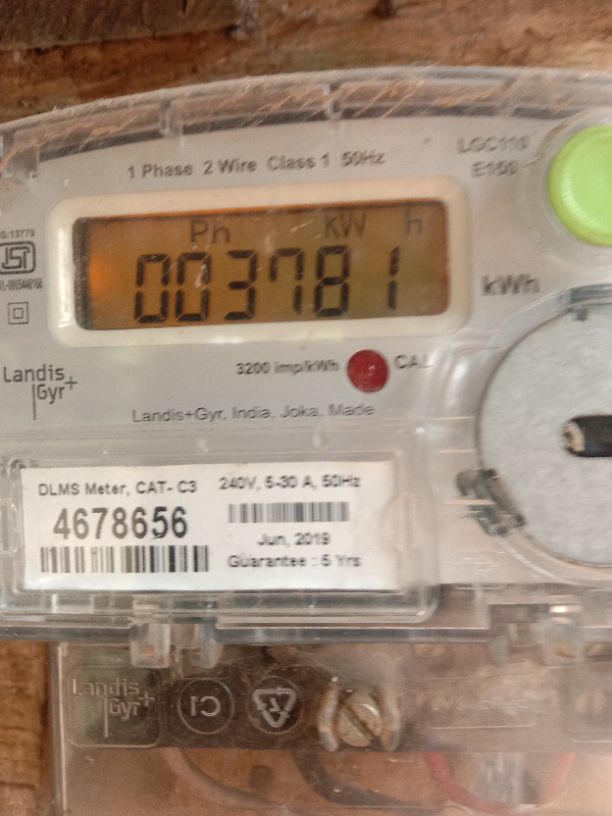 1 Phase 2 Wire Class 1 50Hz
LGC110
E150
IS:13779
Ph kW h
003781
kWh
3200 imp/kWh
CAL
Landis
Gyr+
Landis+Gyr, India, Joka, Made
DLMS Meter, CAT- C3
240V, 5-30 A, 50Hz
4678656
Jun, 2019
Guarantee : 5 Yrs
Landis
Gyr+
C1